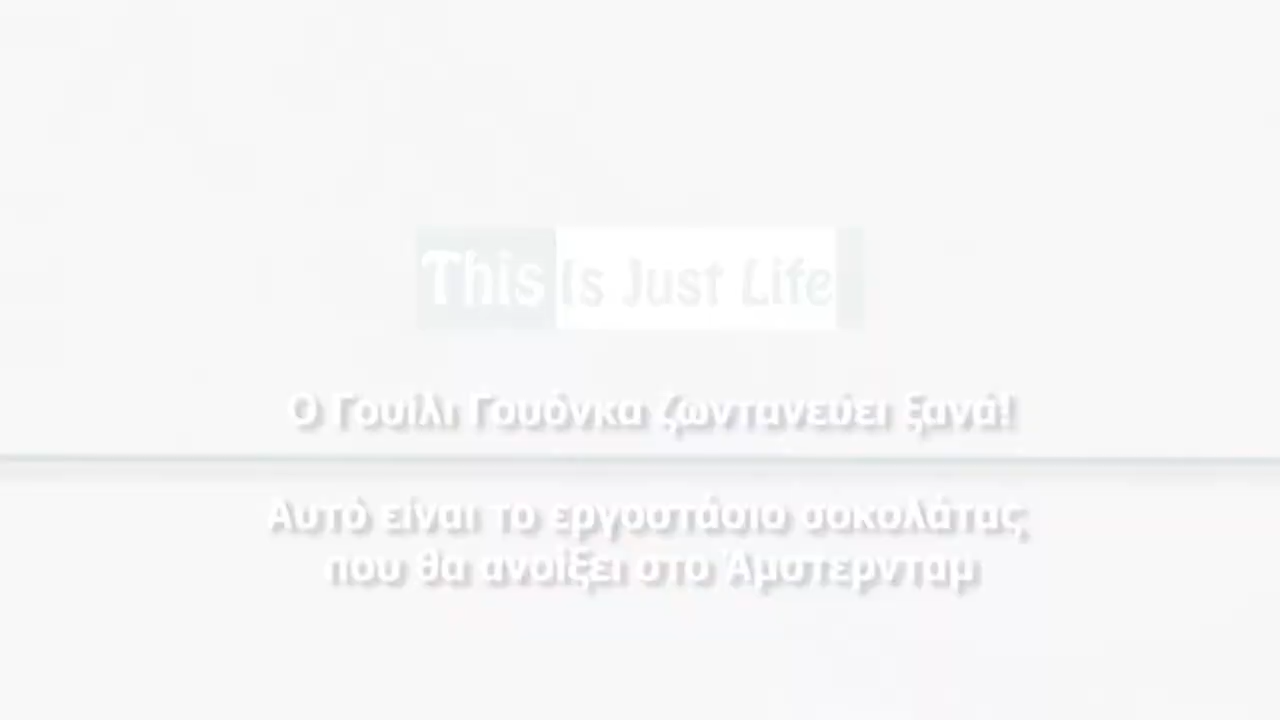 This Is Just Life
Ο Γουίλι Γουόνκα ζωντανεύει ξανά!
Αυτό είναι το εργοστάσιο σοκολάτας
που θα ανοίξει στο Άμστερνταμ